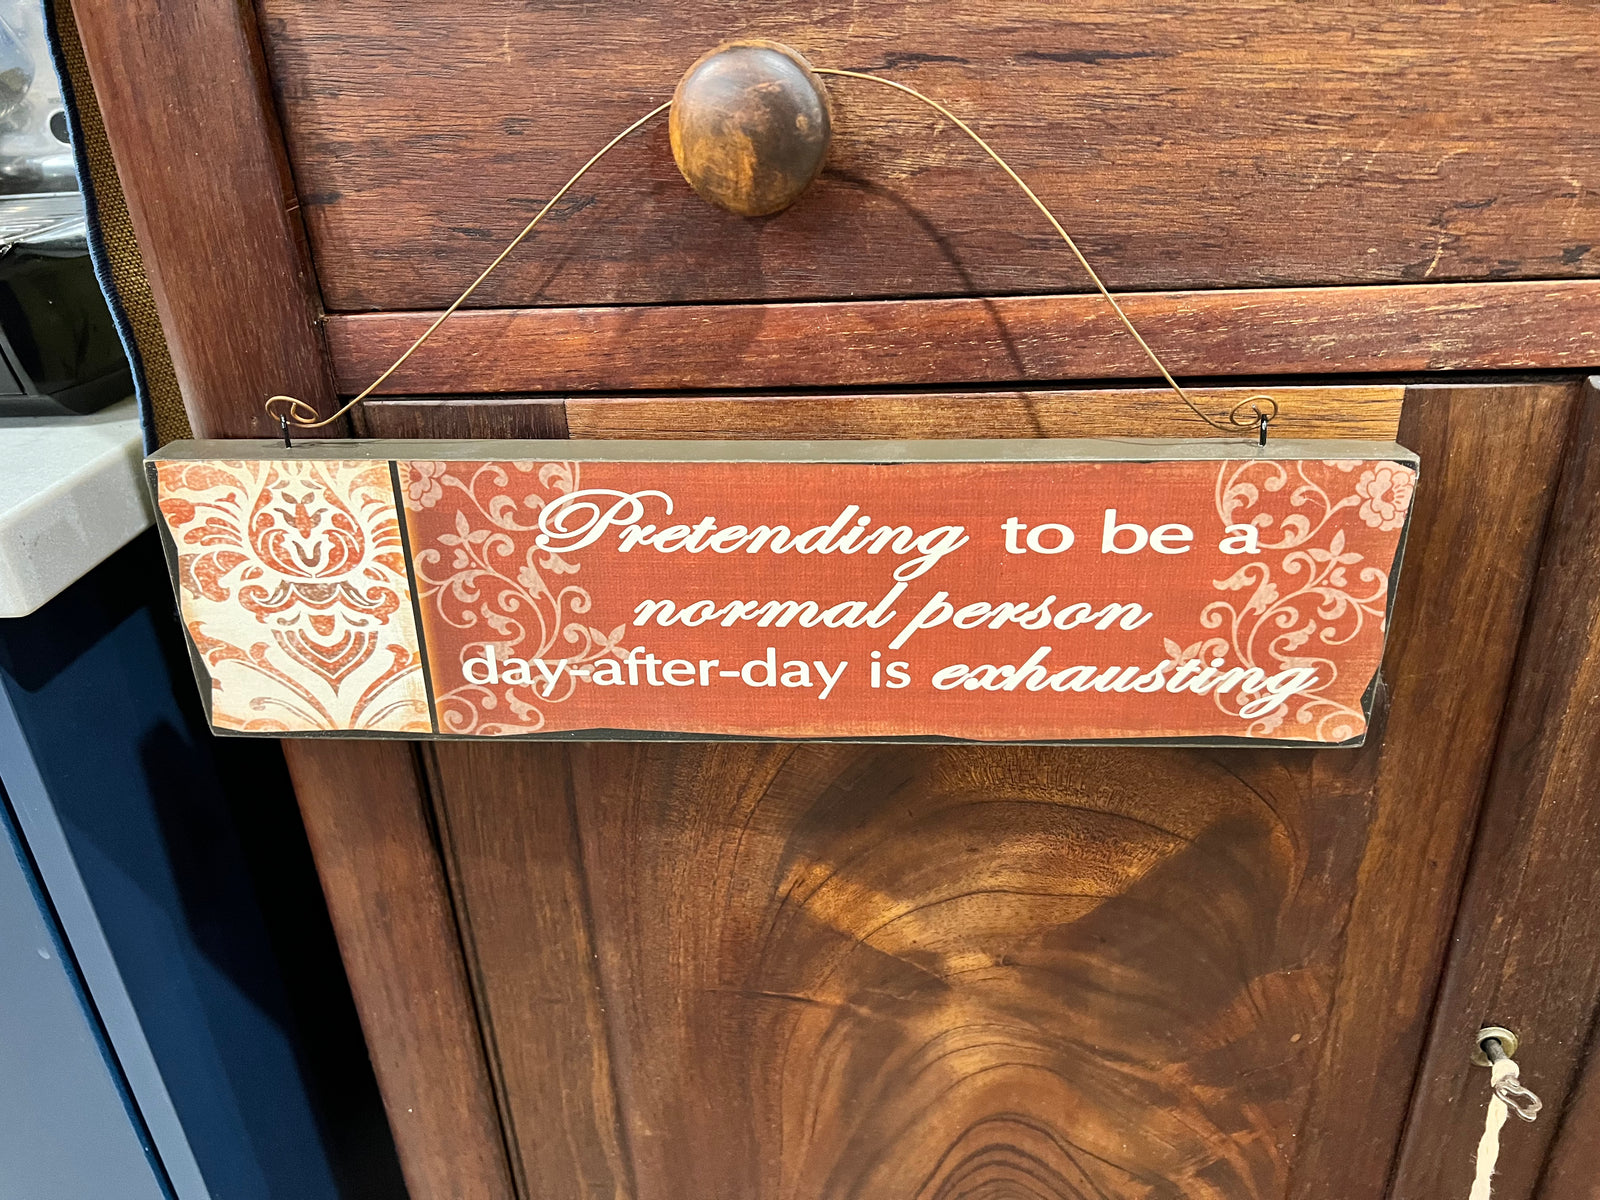 Pretending to be a
normal person
day-after-day is exhausting